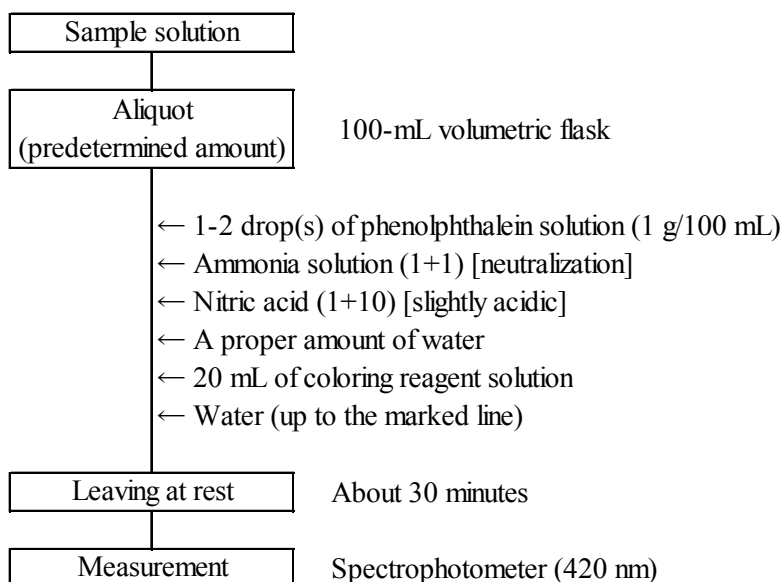 Sample solution
Aliquot
(predetermined amount)
100-mL volumetric flask
← 1-2 drop(s) of phenolphthalein solution (1 g/100 mL)
← Ammonia solution (1+1) [neutralization]
← Nitric acid (1+10) [slightly acidic]
← A proper amount of water
← 20 mL of coloring reagent solution
← Water (up to the marked line)
Leaving at rest
About 30 minutes
Measurement
Spectrophotometer (420 nm)